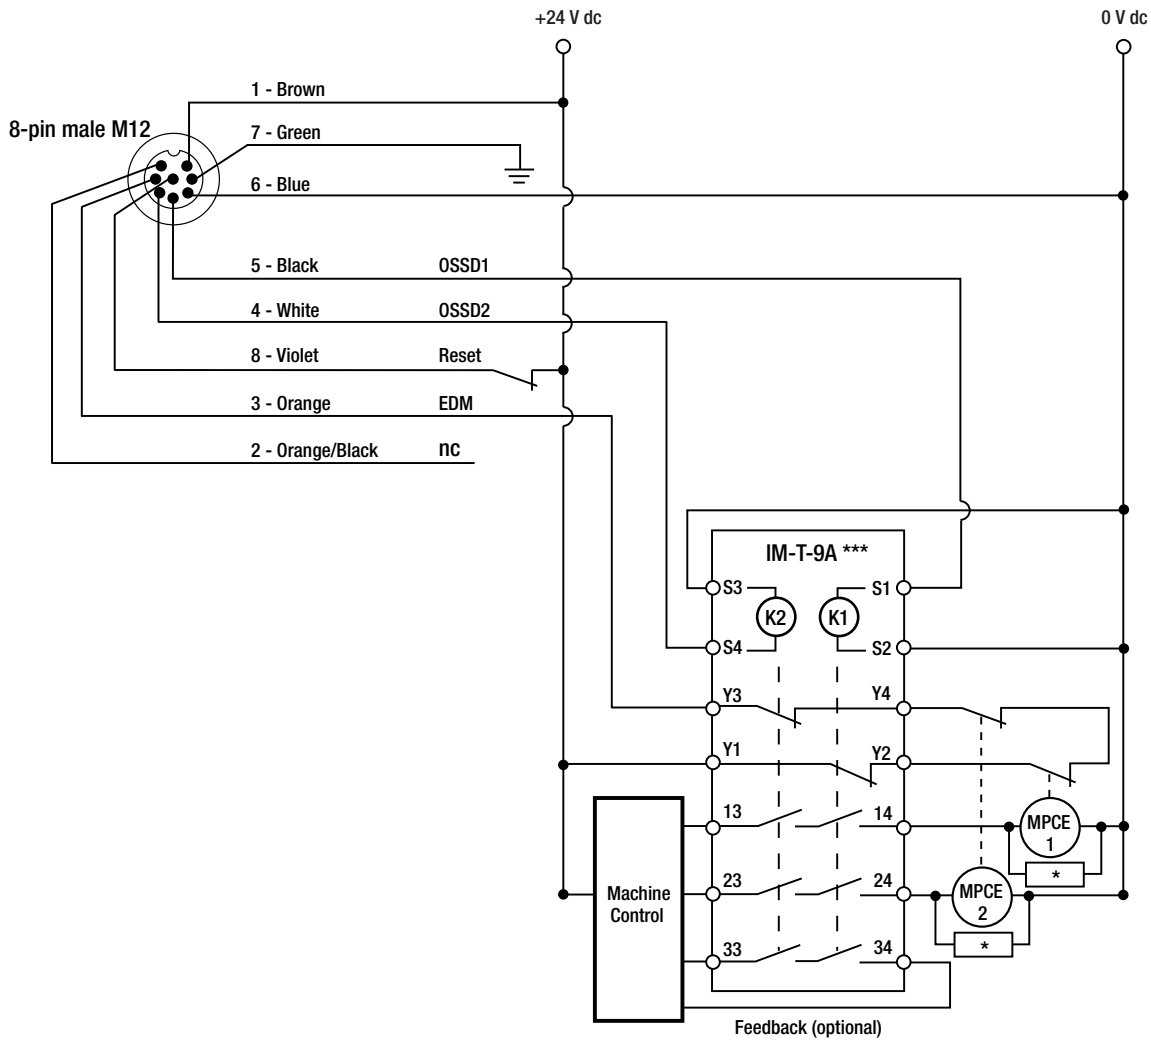 +24 V dc
0 V dc
1 - Brown
8-pin male M12
7 - Green
6 - Blue
5 - Black OSSD1
4 - White OSSD2
8 - Violet Reset
3 - Orange EDM
2 - Orange/Black nc
IM-T-9A ***
S3 S1
K2 K1
S4 S2
Y3 Y4
Y1 Y2
13 14
MPCE
1
*
23 24
Machine
Control
MPCE
2
*
33 34
Feedback (optional)